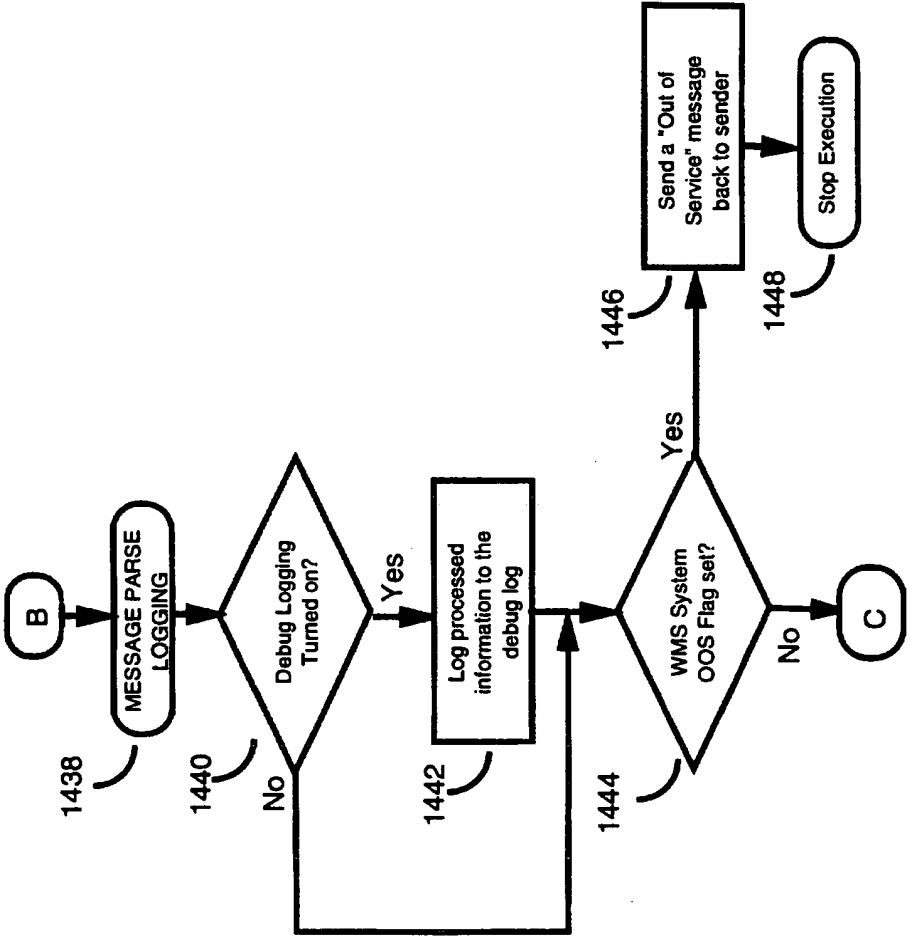 B
MESSAGE PARSE
LOGGING
1438
Debug Logging
Turned on?
1440
No
Yes
Log processed
information to the
debug log
1442
WMS System
OOS Flag set?
1444
Yes
No
Send a "Out of
Service" message
back to sender
1446
Stop Execution
1448
C